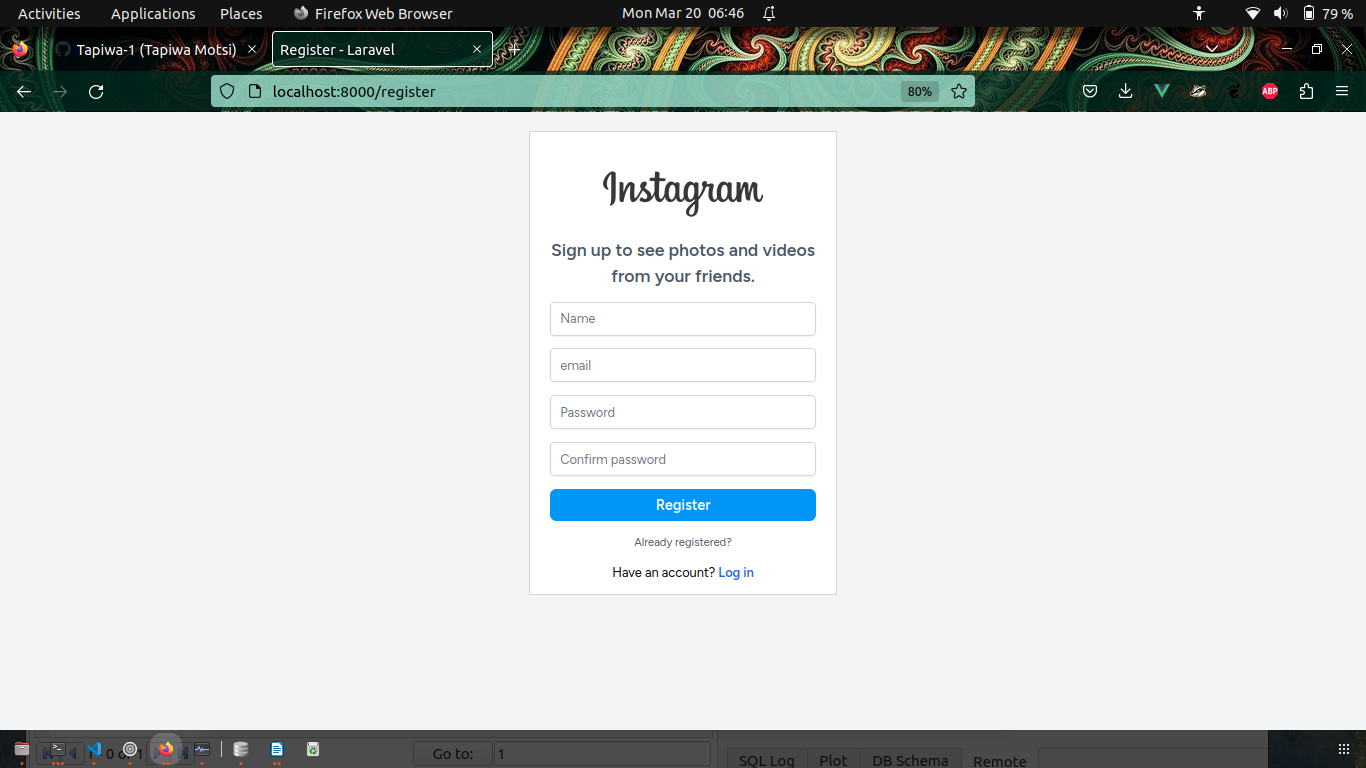 Activities Applications Places Firefox Web Browser Mon Mar 20 06:46 79 %
Tapiwa-1 (Tapiwa Motsi) Register - Laravel
localhost:8000/register 80% ABP
Instagram
Sign up to see photos and videos
from your friends.
Name
email
Password
Confirm password
Register
Already registered?
Have an account? Log in
Go to: 1
SQL Log Plot DB Schema Remote